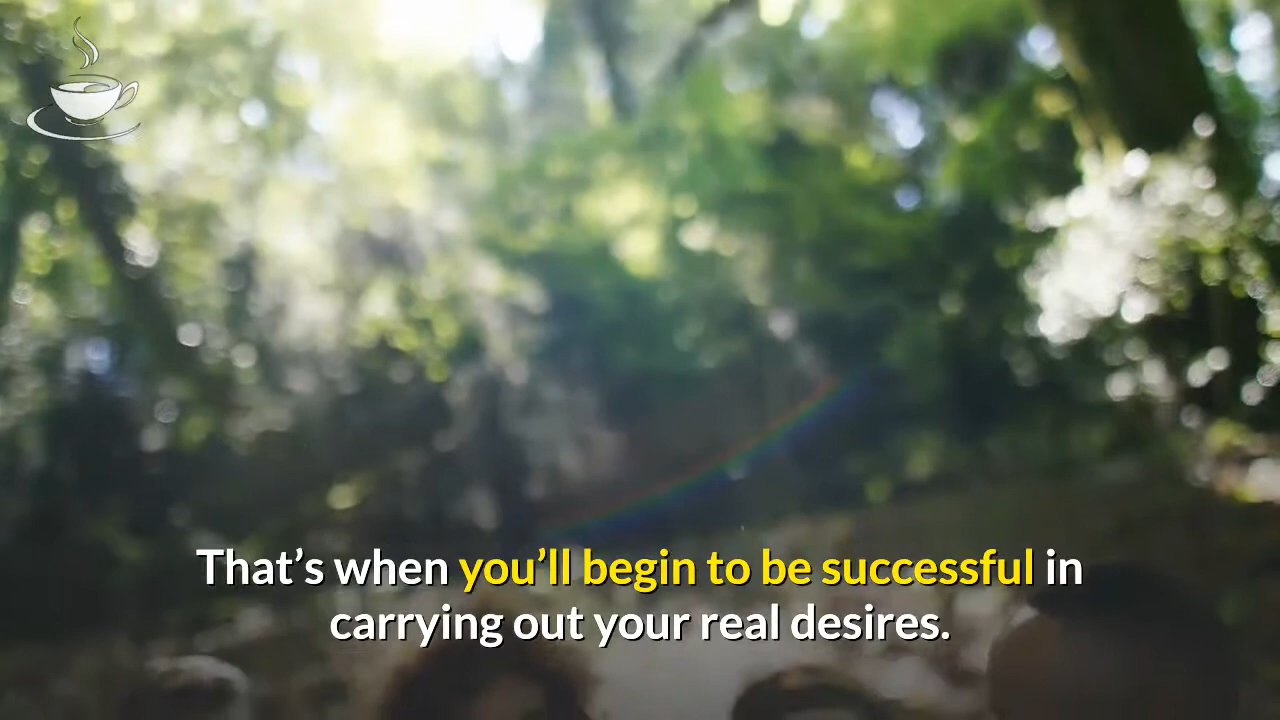 That’s when you’ll begin to be successful in
carrying out your real desires.